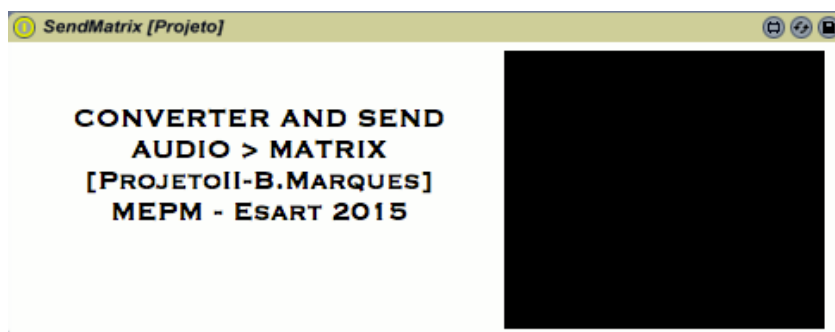 SendMatrix [Projeto]
CONVERTER AND SEND
AUDIO > MATRIX
[ProjetoII-B.Marques]
MEPM - Esart 2015